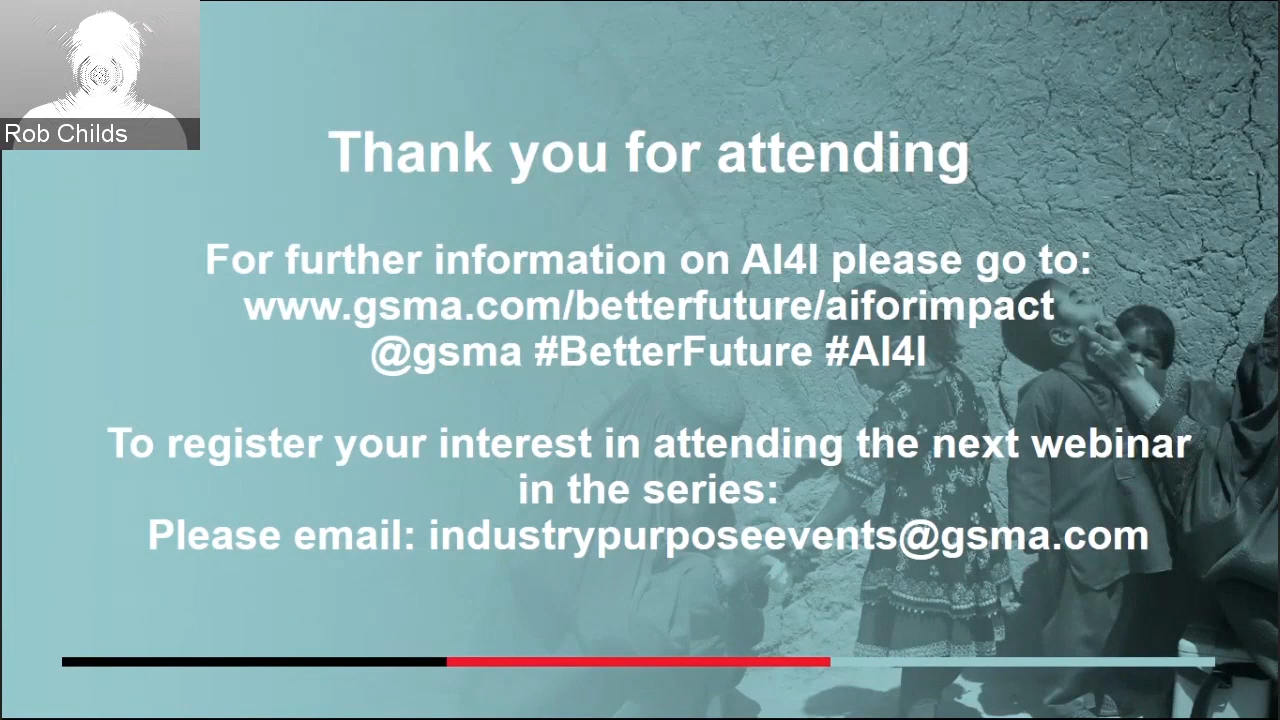 Rob Childs
Thank you for attending
For further information on AI4I please go to:
www.gsma.com/betterfuture/aiforimpact
@gsma #BetterFuture #AI4I
To register your interest in attending the next webinar
in the series:
Please email: industrypurposeevents@gsma.com